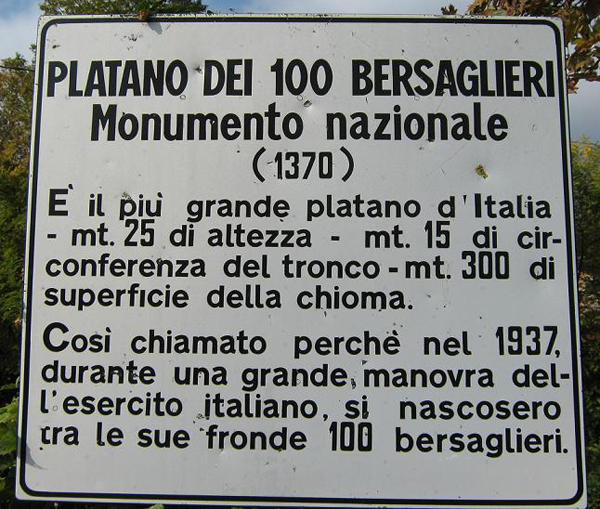 PLATANO DEI 100 BERSAGLIERI
Monumento nazionale
(1370)
È il più grande platano d'Italia
- mt. 25 di altezza - mt. 15 di cir-
conferenza del tronco - mt. 300 di
superficie della chioma.
Così chiamato perchè nel 1937,
durante una grande, manovra del-
l'esercito italiano, si nascosero
tra le sue fronde 100 bersaglieri.